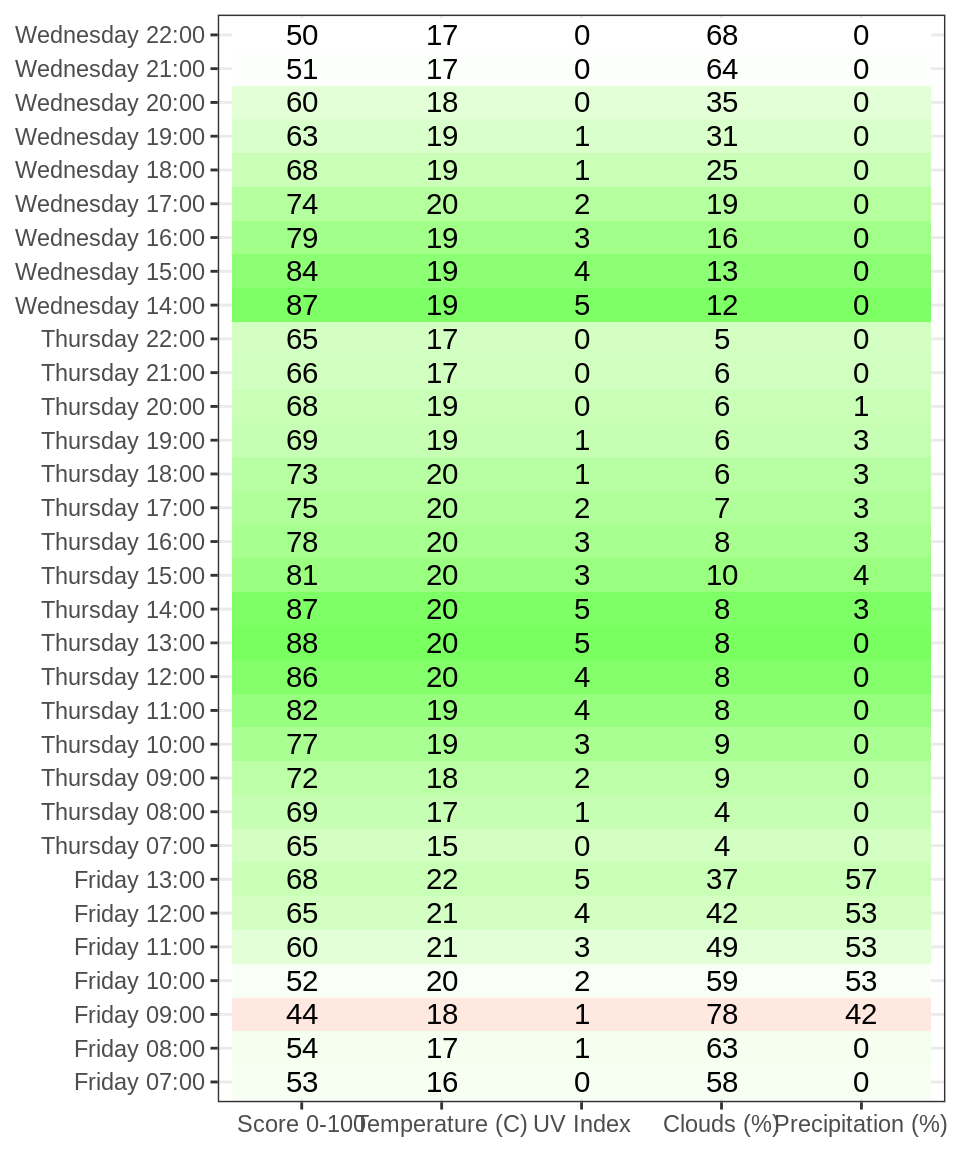 Wednesday 22:00 50 17 0 68 0
Wednesday 21:00 51 17 0 64 0
Wednesday 20:00 60 18 0 35 0
Wednesday 19:00 63 19 1 31 0
Wednesday 18:00 68 19 1 25 0
Wednesday 17:00 74 20 2 19 0
Wednesday 16:00 79 19 3 16 0
Wednesday 15:00 84 19 4 13 0
Wednesday 14:00 87 19 5 12 0
Thursday 22:00 65 17 0 5 0
Thursday 21:00 66 17 0 6 0
Thursday 20:00 68 19 0 6 1
Thursday 19:00 69 19 1 6 3
Thursday 18:00 73 20 1 6 3
Thursday 17:00 75 20 2 7 3
Thursday 16:00 78 20 3 8 3
Thursday 15:00 81 20 3 10 4
Thursday 14:00 87 20 5 8 3
Thursday 13:00 88 20 5 8 0
Thursday 12:00 86 20 4 8 0
Thursday 11:00 82 19 4 8 0
Thursday 10:00 77 19 3 9 0
Thursday 09:00 72 18 2 9 0
Thursday 08:00 69 17 1 4 0
Thursday 07:00 65 15 0 4 0
Friday 13:00 68 22 5 37 57
Friday 12:00 65 21 4 42 53
Friday 11:00 60 21 3 49 53
Friday 10:00 52 20 2 59 53
Friday 09:00 44 18 1 78 42
Friday 08:00 54 17 1 63 0
Friday 07:00 53 16 0 58 0
Score 0-100 Temperature (C) UV Index Clouds (%) Precipitation (%)